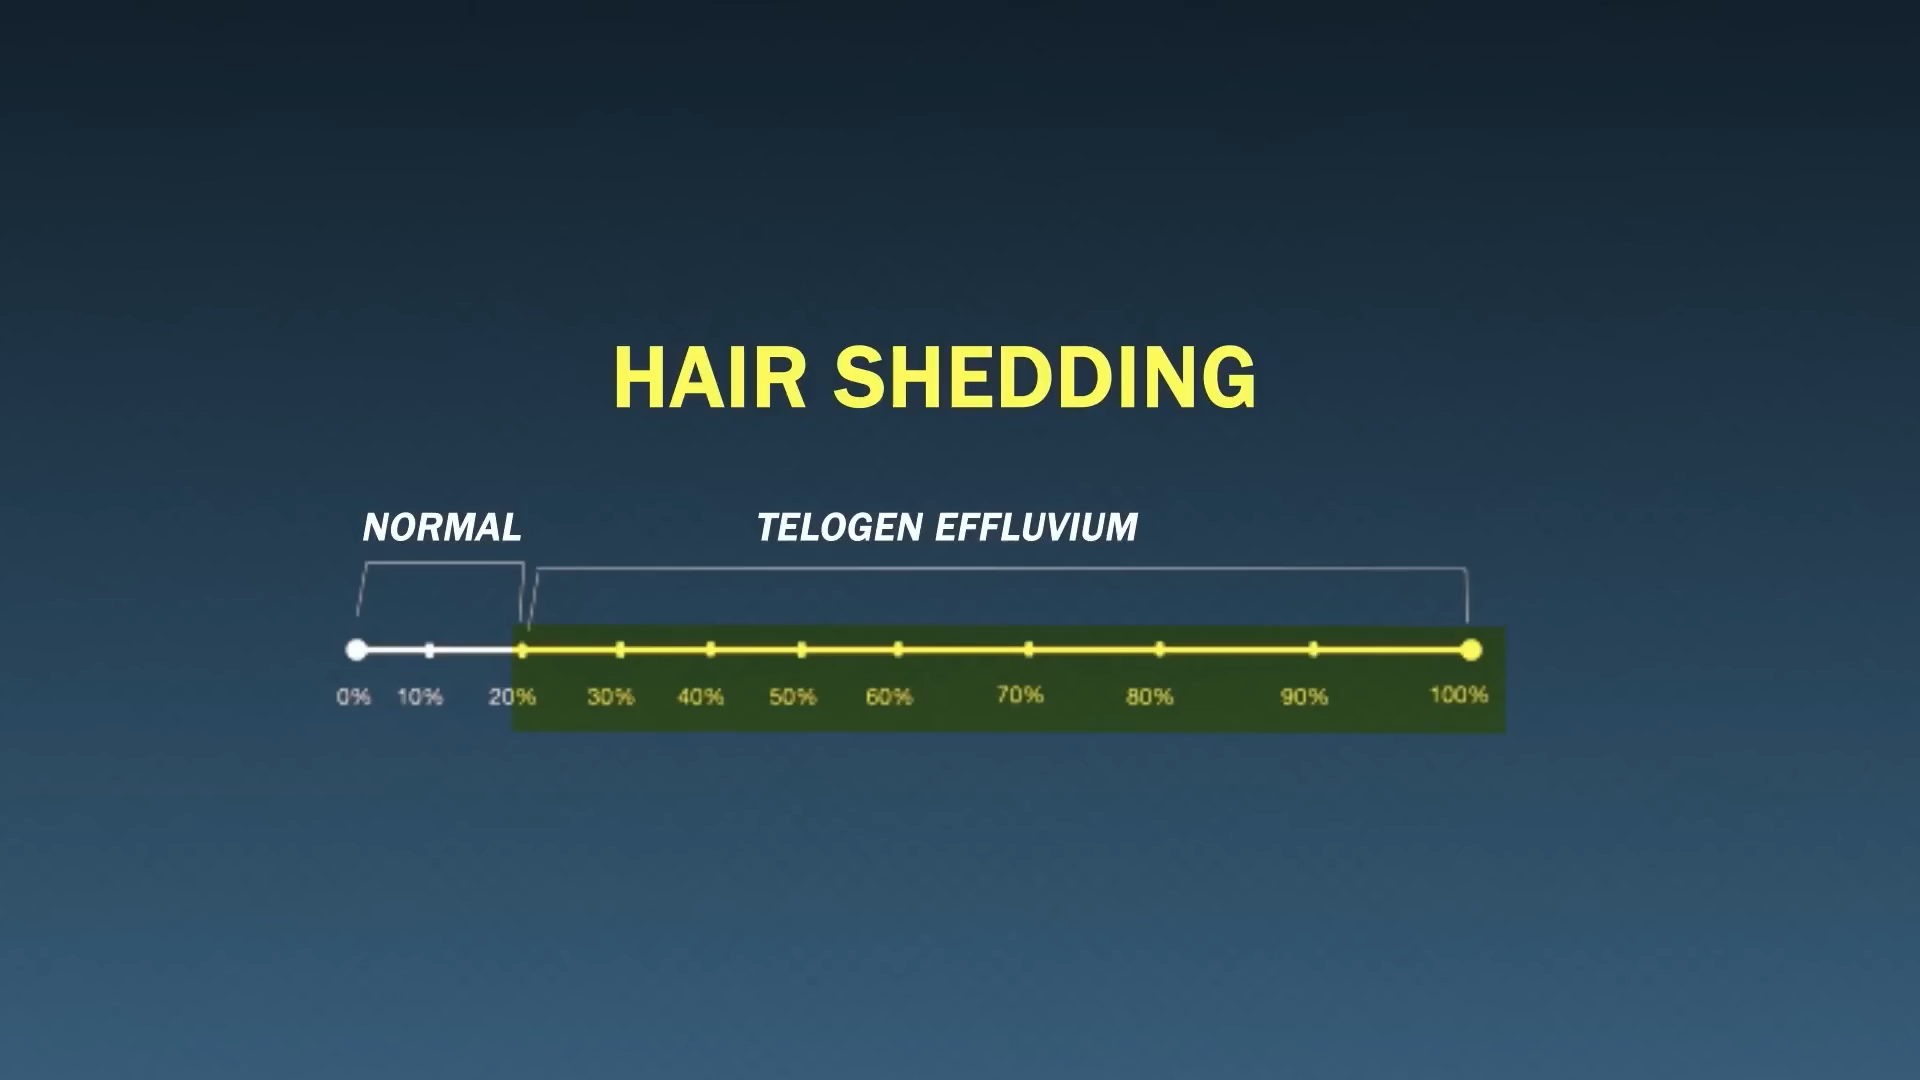 HAIR SHEDDING
NORMAL TELOGEN EFFLUVIUM
0% 10% 20% 30% 40% 50% 60% 70% 80% 90% 100%